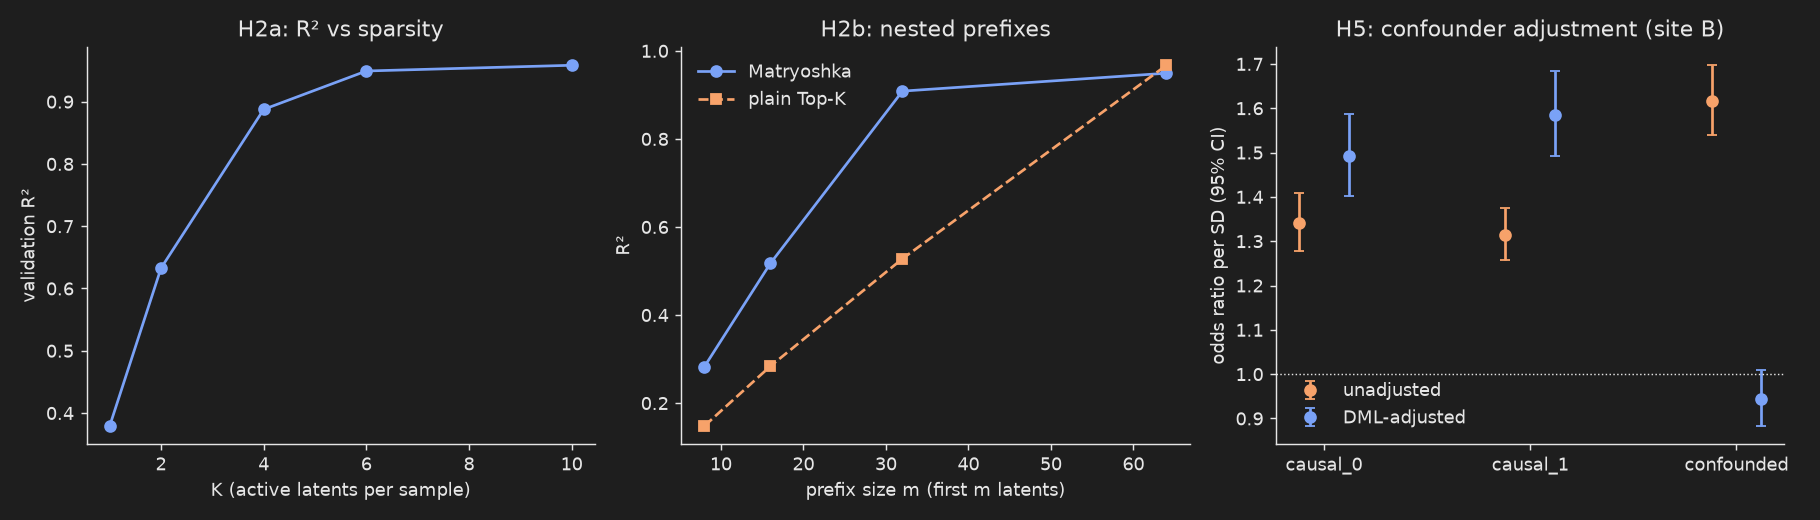 H2a: R² vs sparsity
validation R²
0.9
0.8
0.7
0.6
0.5
0.4
2
4
6
8
10
K (active latents per sample)
H2b: nested prefixes
Matryoshka
plain Top-K
R²
1.0
0.8
0.6
0.4
0.2
10
20
30
40
50
60
prefix size m (first m latents)
H5: confounder adjustment (site B)
odds ratio per SD (95% CI)
1.7
1.6
1.5
1.4
1.3
1.2
1.1
1.0
0.9
unadjusted
DML-adjusted
causal_0
causal_1
confounded